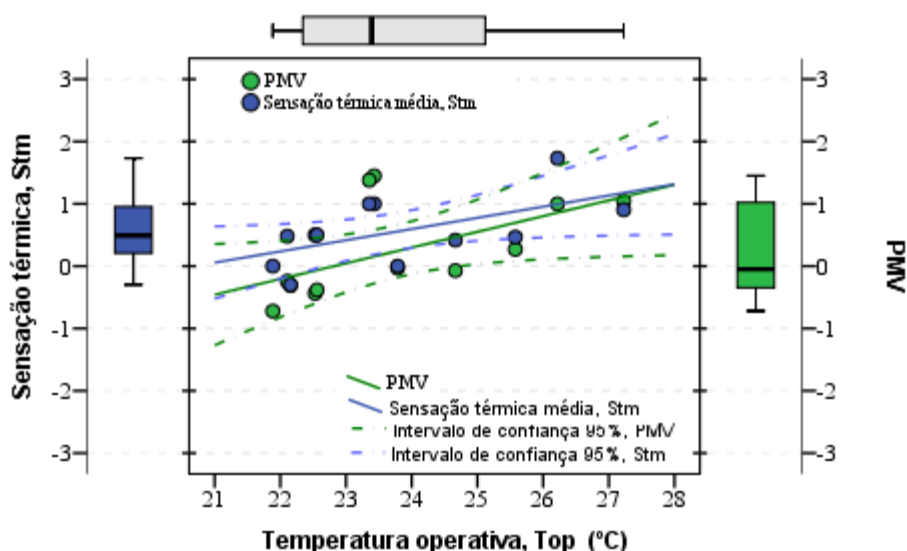 PMV
Sensação térmica média, Stm
3
2
1
0
-1
-2
-3
Sensação térmica, Stm
3
2
1
0
-1
-2
-3
PMV
PMV
Sensação térmica média, Stm
Intervalo de confiança 95%, PMV
Intervalo de confiança 95%, Stm
21 22 23 24 25 26 27 28
Temperatura operativa, Top (ºC)